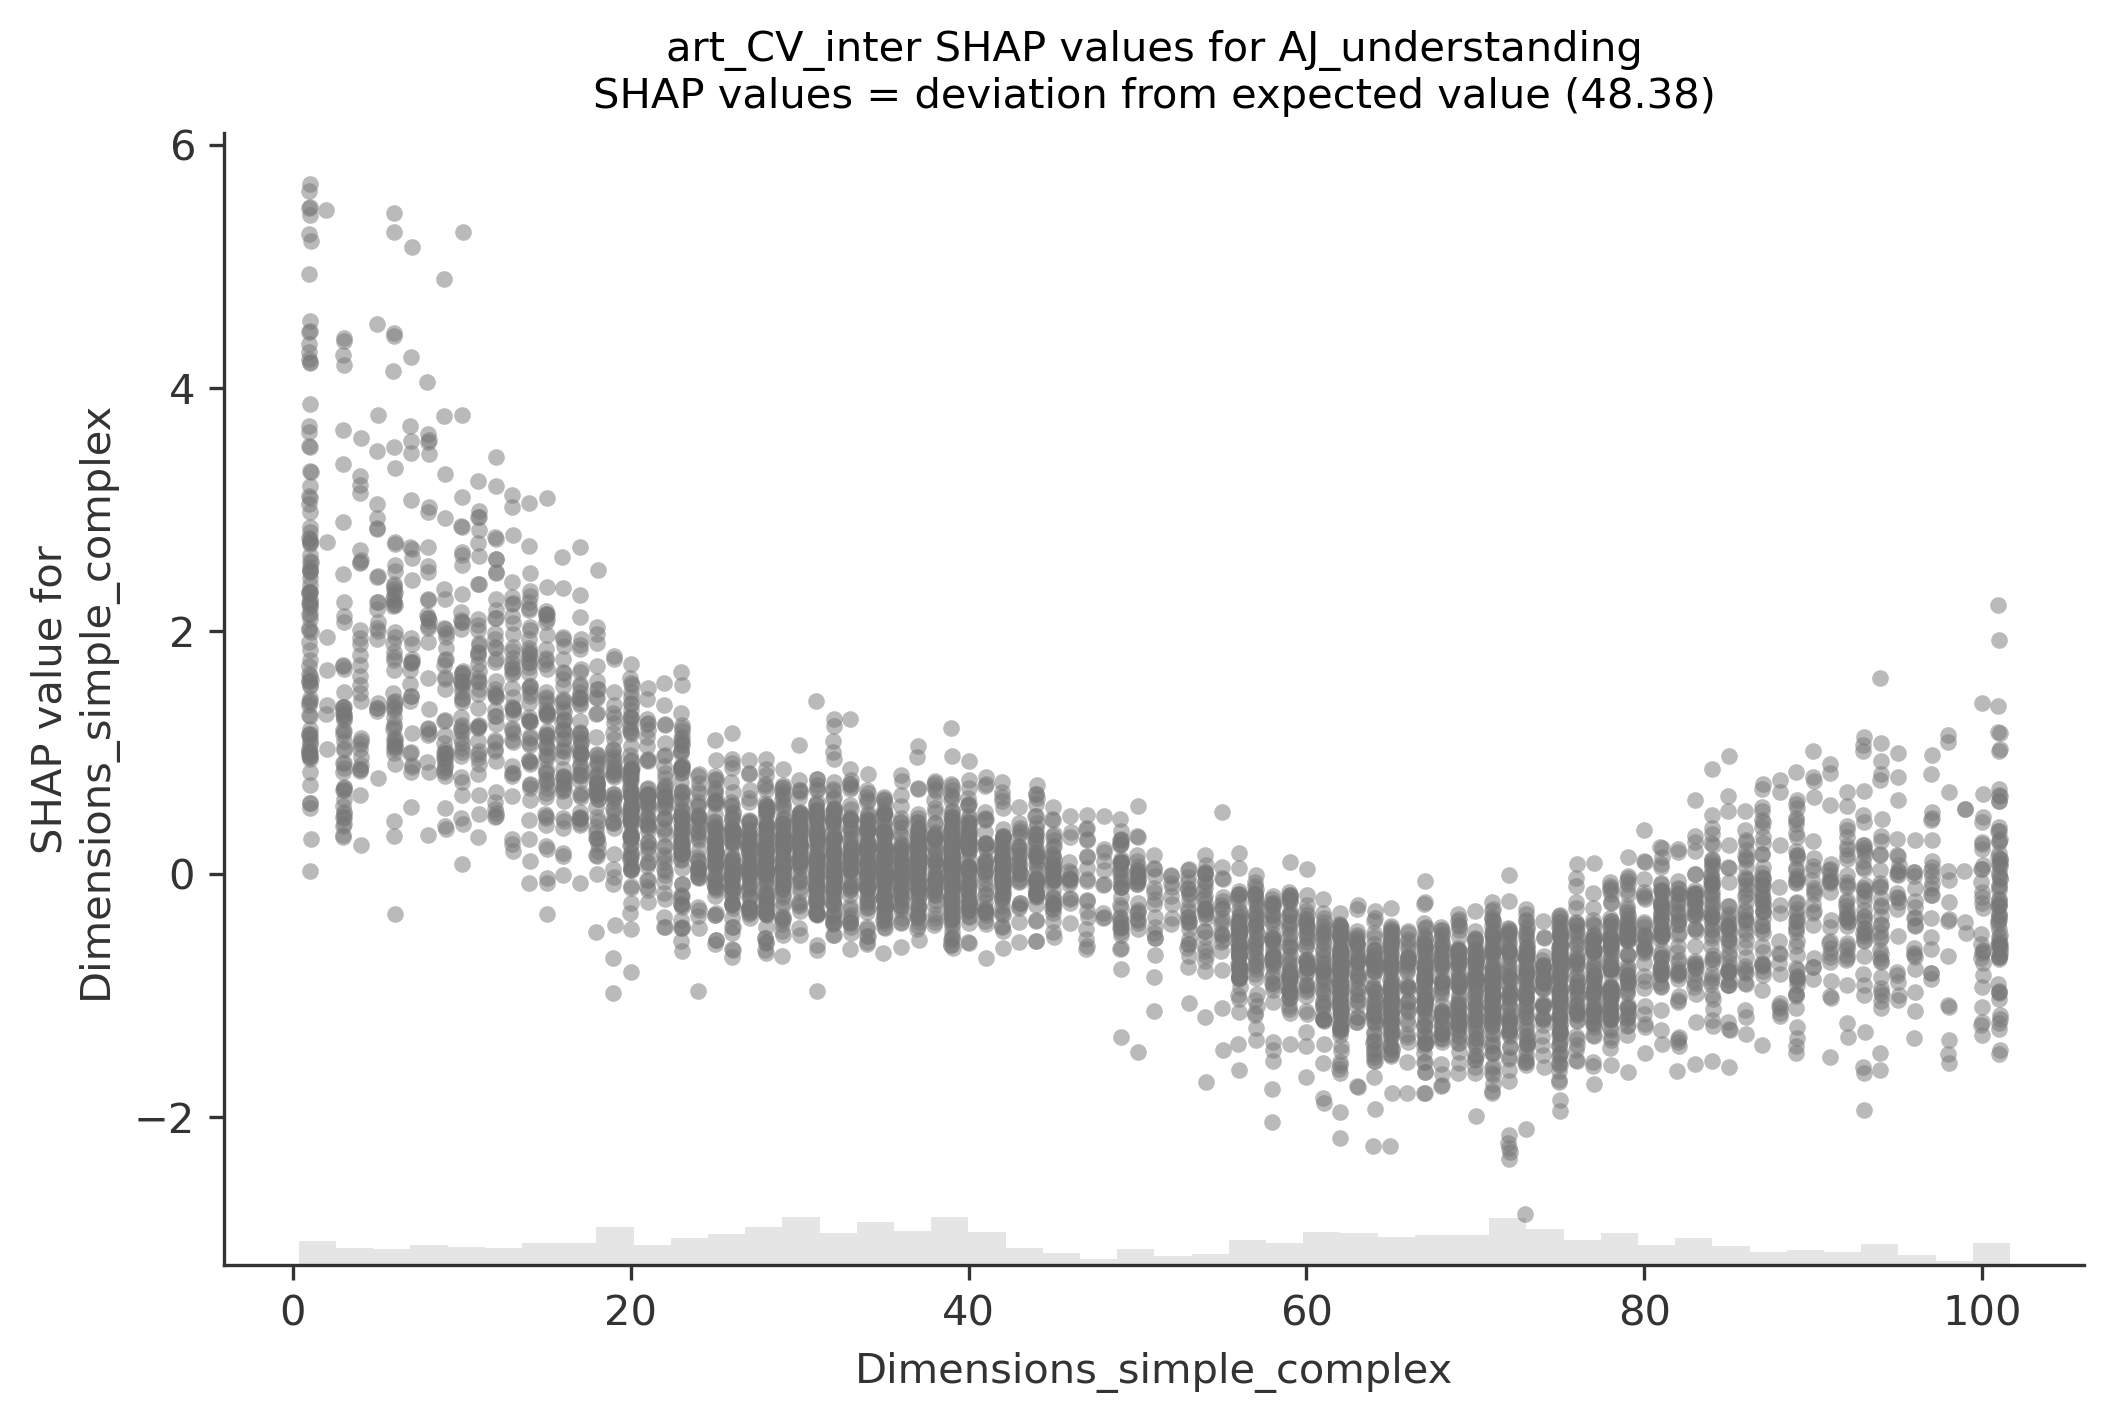 art_CV_inter SHAP values for AJ_understanding
SHAP values = deviation from expected value (48.38)
SHAP value for
Dimensions_simple_complex
6
4
2
0
−2
0
20
40
60
80
100
Dimensions_simple_complex